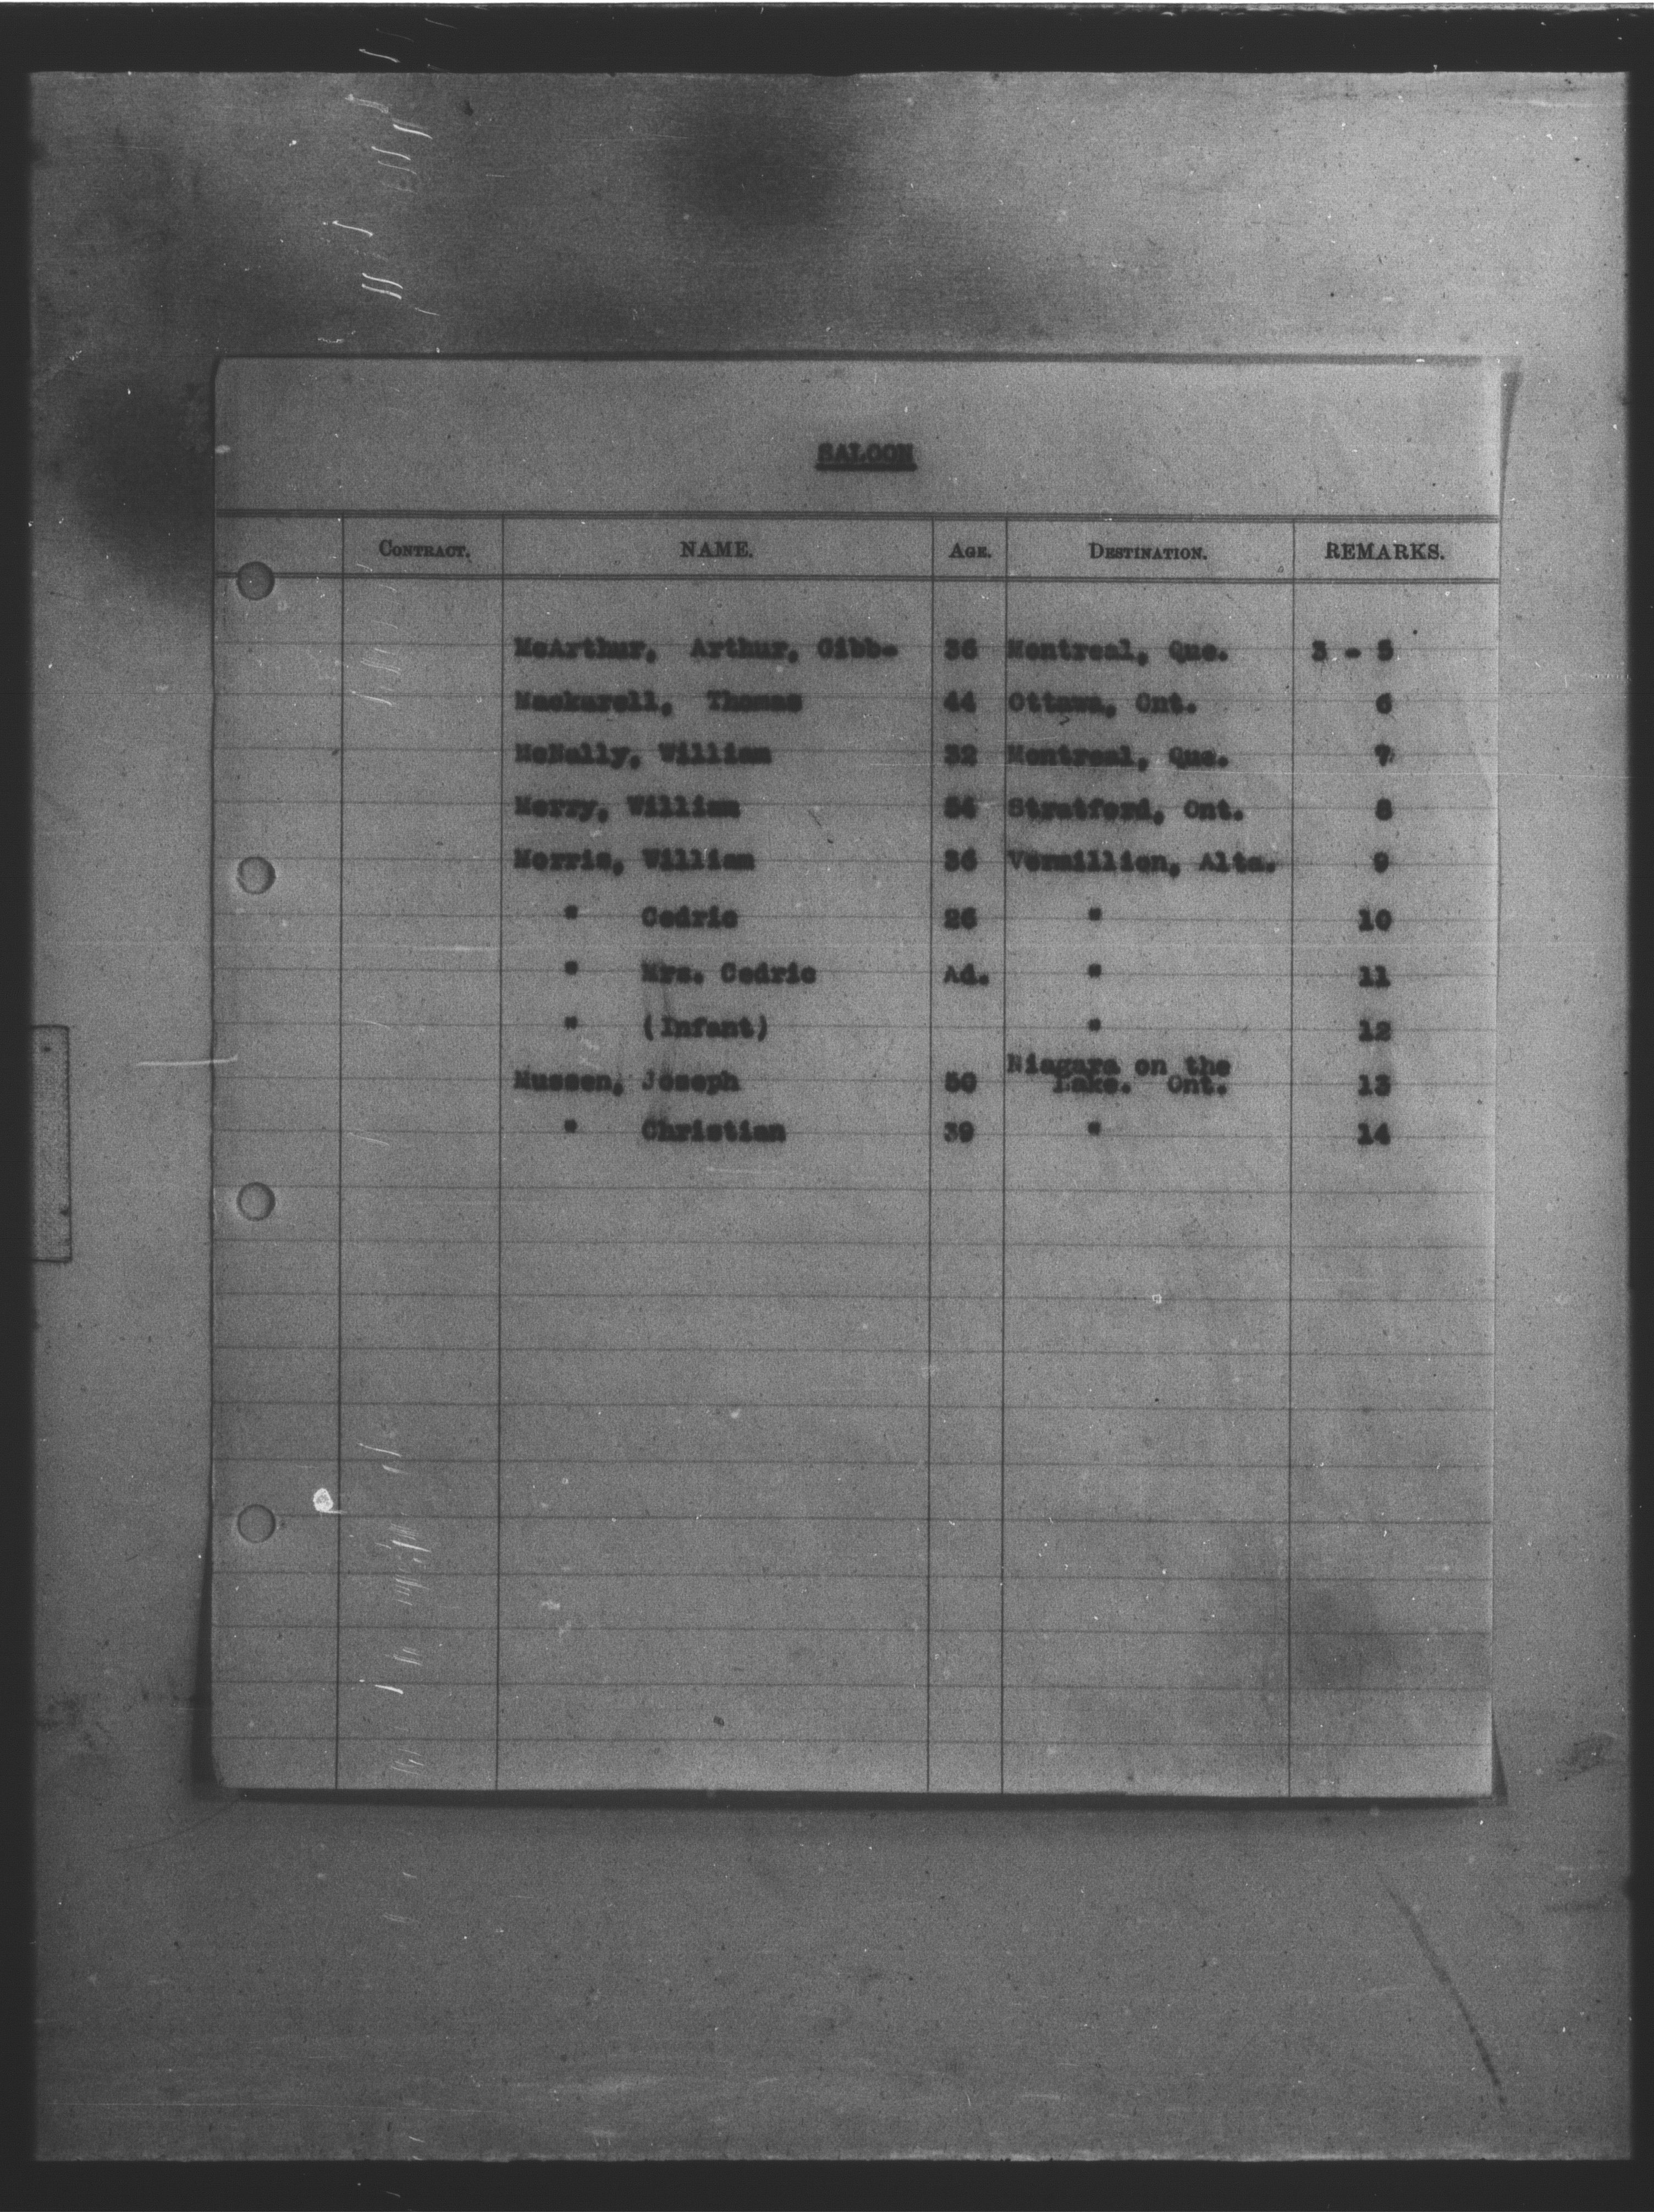 SALOON
CONTRACT. NAME. AGE. DESTINATION. REMARKS.
McArthur, Arthur, Gibb- 36 Montreal, Que. 3 - 5
Mackarell, Thomas 44 Ottawa, Ont. 6
McNally, William 32 Montreal, Que. 7
Merry, William 56 Stratford, Ont. 8
Morris, William 36 Vermillion, Alta. 9
" Cedric 26 " 10
" Mrs. Cedric Ad. " 11
" (Infant) " 12
Niagara on the
Mussen, Joseph 50 Lake. Ont. 13
" Christian 39 " 14